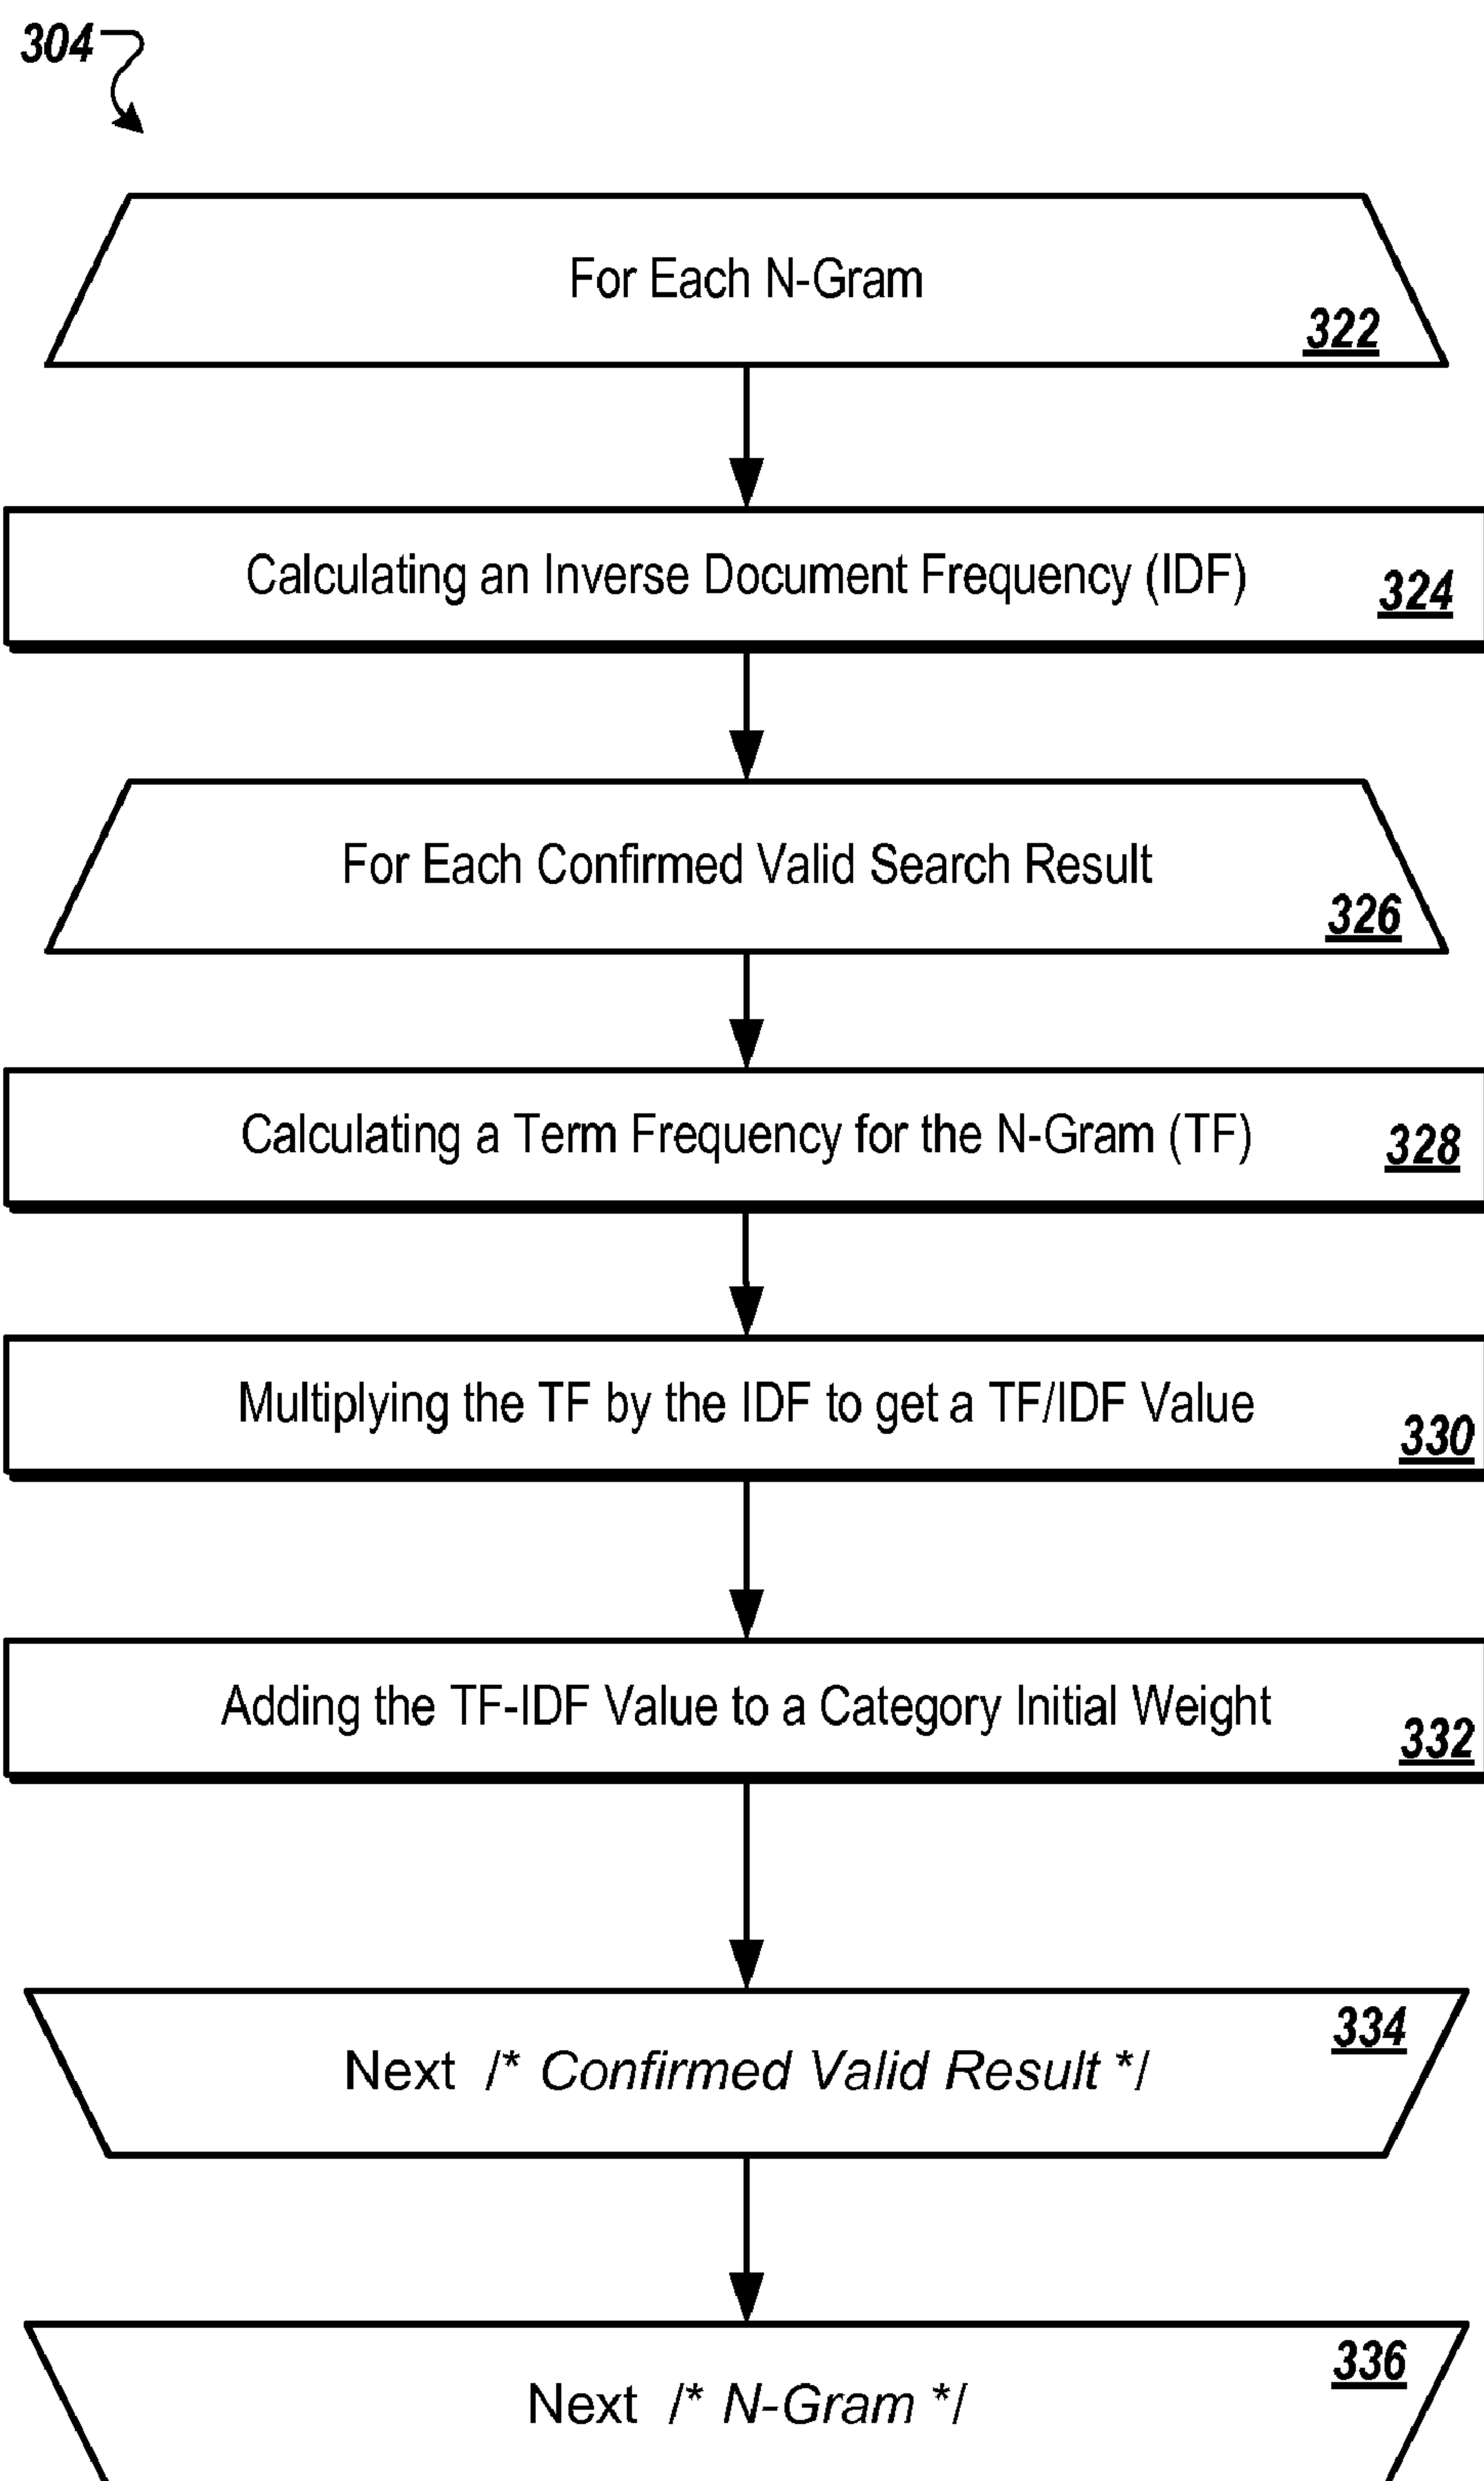 304
For Each N-Gram
322
Calculating an Inverse Document Frequency (IDF)
324
For Each Confirmed Valid Search Result
326
Calculating a Term Frequency for the N-Gram (TF)
328
Multiplying the TF by the IDF to get a TF/IDF Value
330
Adding the TF-IDF Value to a Category Initial Weight
332
334
Next /* Confirmed Valid Result */
336
Next /* N-Gram */